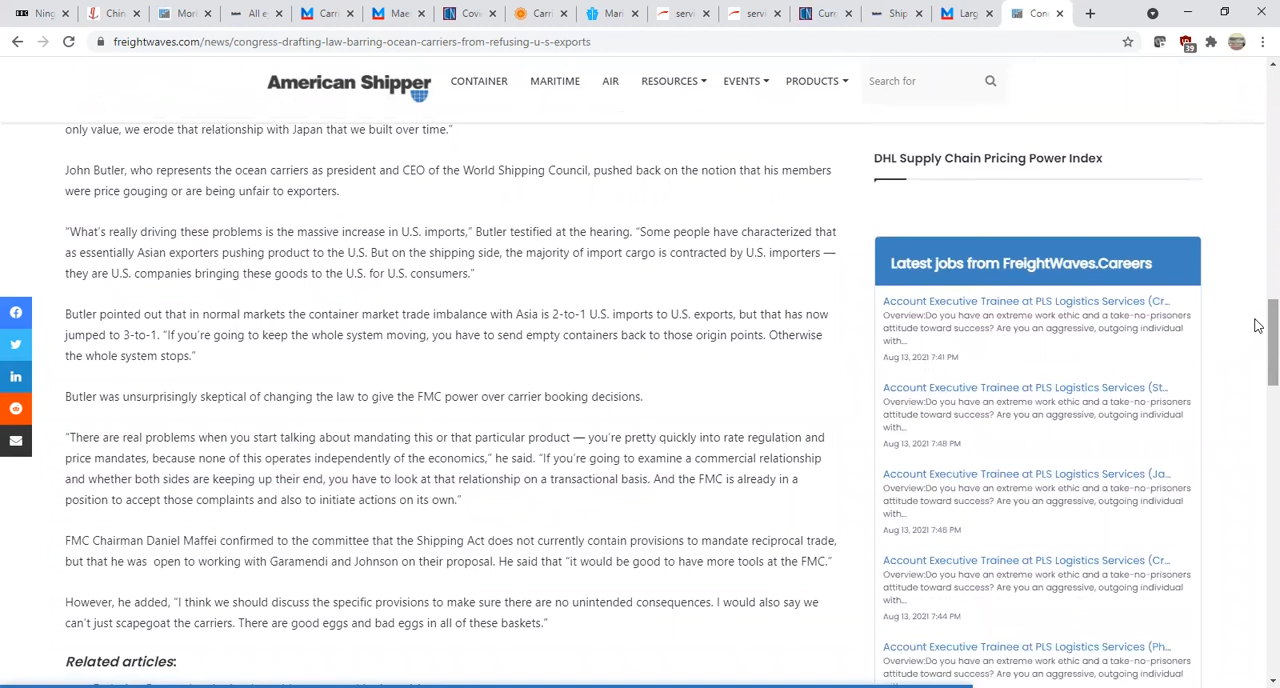 Ning
Chin
Mori
All e
Carr
Mae
Cov
Carri
Mari
servi
servi
Curr
Ship
Larg
Con
freightwaves.com/news/congress-drafting-law-barring-ocean-carriers-from-refusing-u-s-exports
39
American Shipper CONTAINER MARITIME AIR RESOURCES EVENTS PRODUCTS Search for
only value, we erode that relationship with Japan that we built over time.”
John Butler, who represents the ocean carriers as president and CEO of the World Shipping Council, pushed back on the notion that his members
were price gouging or are being unfair to exporters.
“What’s really driving these problems is the massive increase in U.S. imports,” Butler testified at the hearing. “Some people have characterized that
as essentially Asian exporters pushing product to the U.S. But on the shipping side, the majority of import cargo is contracted by U.S. importers —
they are U.S. companies bringing these goods to the U.S. for U.S. consumers.”
Butler pointed out that in normal markets the container market trade imbalance with Asia is 2-to-1 U.S. imports to U.S. exports, but that has now
jumped to 3-to-1. “If you’re going to keep the whole system moving, you have to send empty containers back to those origin points. Otherwise
the whole system stops.”
Butler was unsurprisingly skeptical of changing the law to give the FMC power over carrier booking decisions.
“There are real problems when you start talking about mandating this or that particular product — you’re pretty quickly into rate regulation and
price mandates, because none of this operates independently of the economics,” he said. “If you’re going to examine a commercial relationship
and whether both sides are keeping up their end, you have to look at that relationship on a transactional basis. And the FMC is already in a
position to accept those complaints and also to initiate actions on its own.”
FMC Chairman Daniel Maffei confirmed to the committee that the Shipping Act does not currently contain provisions to mandate reciprocal trade,
but that he was open to working with Garamendi and Johnson on their proposal. He said that “it would be good to have more tools at the FMC.”
However, he added, “I think we should discuss the specific provisions to make sure there are no unintended consequences. I would also say we
can’t just scapegoat the carriers. There are good eggs and bad eggs in all of these baskets.”
Related articles:
DHL Supply Chain Pricing Power Index
Latest jobs from FreightWaves.Careers
Account Executive Trainee at PLS Logistics Services (Cr...
Overview:Do you have an extreme work ethic and a take-no-prisoners
attitude toward success? Are you an aggressive, outgoing individual
with...
Aug 13, 2021 7:41 PM
Account Executive Trainee at PLS Logistics Services (St...
Overview:Do you have an extreme work ethic and a take-no-prisoners
attitude toward success? Are you an aggressive, outgoing individual
with...
Aug 13, 2021 7:48 PM
Account Executive Trainee at PLS Logistics Services (Ja...
Overview:Do you have an extreme work ethic and a take-no-prisoners
attitude toward success? Are you an aggressive, outgoing individual
with...
Aug 13, 2021 7:46 PM
Account Executive Trainee at PLS Logistics Services (Cr...
Overview:Do you have an extreme work ethic and a take-no-prisoners
attitude toward success? Are you an aggressive, outgoing individual
with...
Aug 13, 2021 7:44 PM
Account Executive Trainee at PLS Logistics Services (Ph...
Overview:Do you have an extreme work ethic and a take-no-prisoners
attitude toward success? Are you an aggressive, outgoing individual